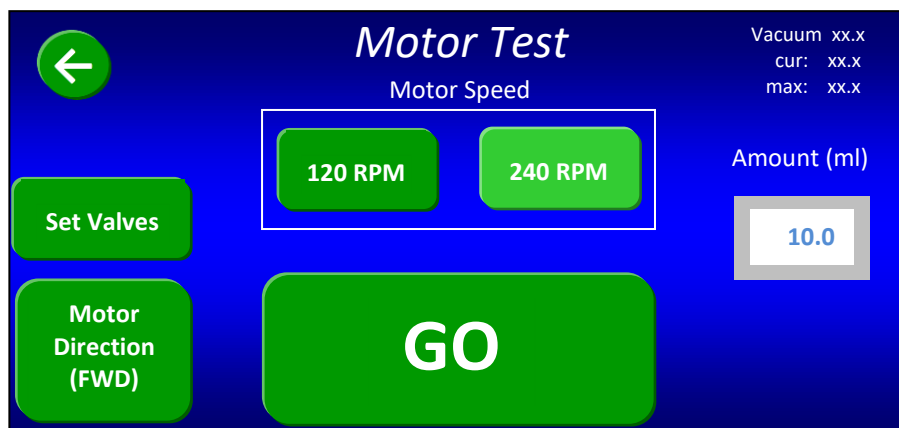 Motor Test
Motor Speed
Vacuum xx.x
cur: xx.x
max: xx.x
120 RPM
240 RPM
Amount (ml)
10.0
Set Valves
Motor
Direction
(FWD)
GO